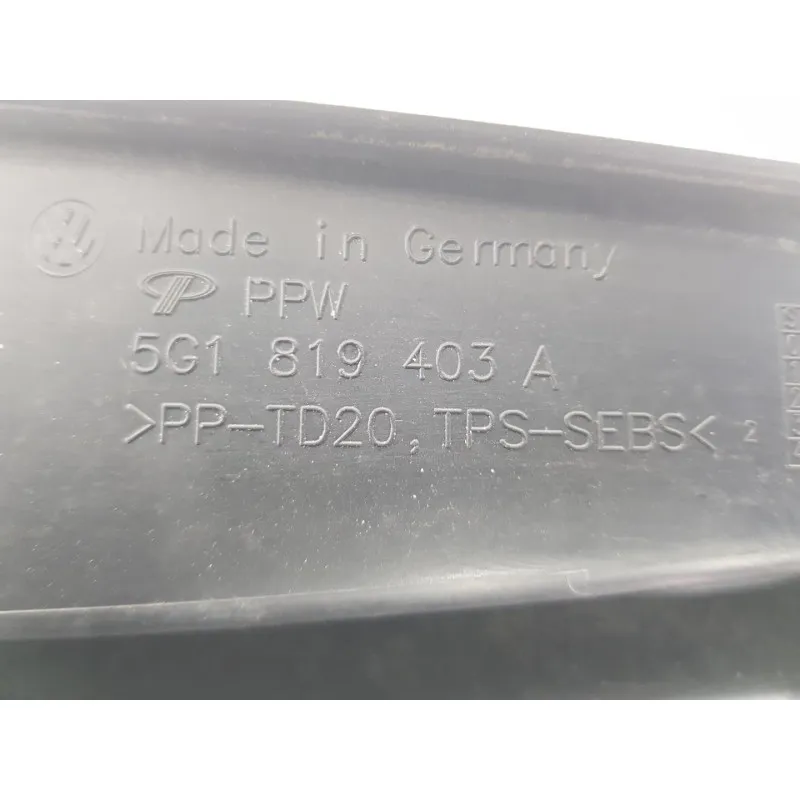 Made in Germany
PPW
5G1 819 403 A
>PP-TD20, TPS-SEBS< 2